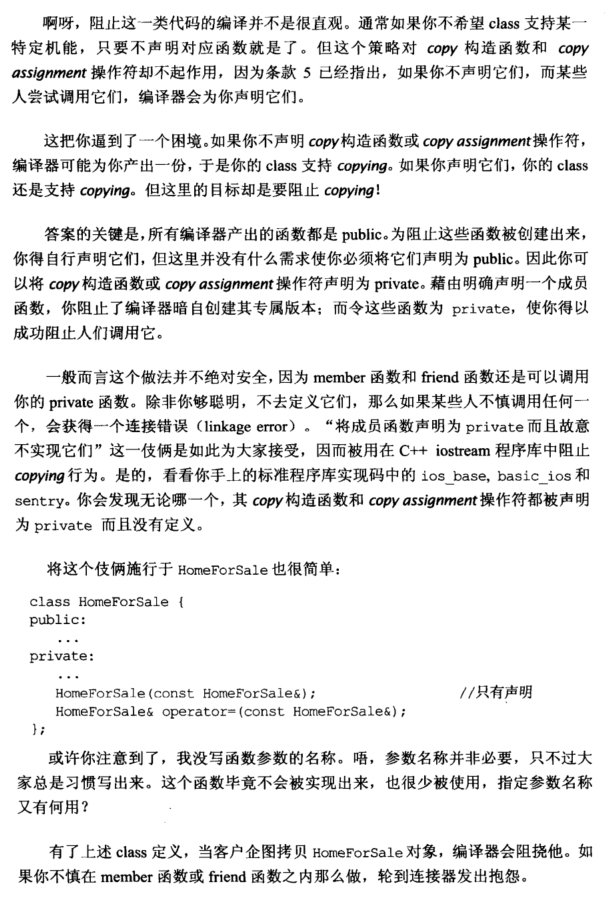 啊呀，阻止这一类代码的编译并不是很直观。通常如果你不希望 class 支持某一
特定机能，只要不声明对应函数就是了。但这个策略对 copy 构造函数和 copy
assignment 操作符却不起作用，因为条款 5 已经指出，如果你不声明它们，而某些
人尝试调用它们，编译器会为你声明它们。
这把你逼到了一个困境。如果你不声明copy构造函数或copy assignment操作符，
编译器可能为你产出一份，于是你的 class 支持 copying。如果你声明它们，你的 class
还是支持 copying。但这里的目标却是要阻止 copying！
答案的关键是，所有编译器产出的函数都是 public。为阻止这些函数被创建出来，
你得自行声明它们，但这里并没有什么需求使你必须将它们声明为 public。因此你可
以将 copy 构造函数或 copy assignment 操作符声明为 private。藉由明确声明一个成员
函数，你阻止了编译器暗自创建其专属版本；而令这些函数为 private，使你得以
成功阻止人们调用它。
一般而言这个做法并不绝对安全，因为 member 函数和 friend 函数还是可以调用
你的 private 函数。除非你够聪明，不去定义它们，那么如果某些人不慎调用任何一
个，会获得一个连接错误（linkage error）。“将成员函数声明为 private 而且故意
不实现它们”这一伎俩是如此为大家接受，因而被用在 C++ iostream 程序库中阻止
copying 行为。是的，看看你手上的标准程序库实现码中的 ios_base, basic_ios 和
sentry。你会发现无论哪一个，其 copy 构造函数和 copy assignment 操作符都被声明
为 private 而且没有定义。
将这个伎俩施行于 HomeForSale 也很简单：
class HomeForSale {
public:
...
private:
...
HomeForSale(const HomeForSale&); //只有声明
HomeForSale& operator=(const HomeForSale&);
};
或许你注意到了，我没写函数参数的名称。唔，参数名称并非必要，只不过大
家总是习惯写出来。这个函数毕竟不会被实现出来，也很少被使用，指定参数名称
又有何用？
有了上述 class 定义，当客户企图拷贝 HomeForSale 对象，编译器会阻挠他。如
果你不慎在 member 函数或 friend 函数之内那么做，轮到连接器发出抱怨。